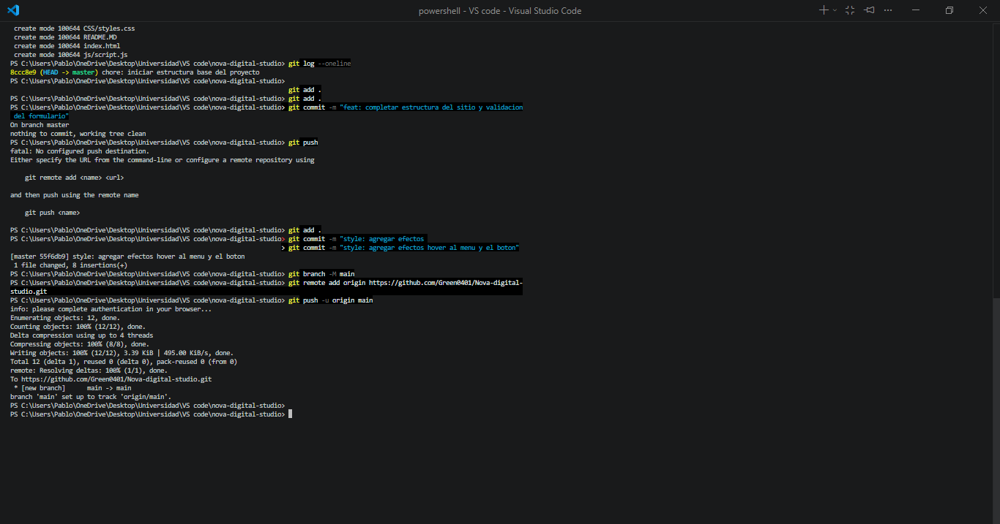 powershell - VS code - Visual Studio Code
create mode 100644 CSS/styles.css
create mode 100644 README.MD
create mode 100644 index.html
create mode 100644 js/script.js
PS C:\Users\Pablo\OneDrive\Desktop\Universidad\VS code\nova-digital-studio> git log --oneline
8ccc8e9 (HEAD -> master) chore: iniciar estructura base del proyecto
PS C:\Users\Pablo\OneDrive\Desktop\Universidad\VS code\nova-digital-studio>
git add .
PS C:\Users\Pablo\OneDrive\Desktop\Universidad\VS code\nova-digital-studio> git add .
PS C:\Users\Pablo\OneDrive\Desktop\Universidad\VS code\nova-digital-studio> git commit -m "feat: completar estructura del sitio y validacion
del formulario"
On branch master
nothing to commit, working tree clean
PS C:\Users\Pablo\OneDrive\Desktop\Universidad\VS code\nova-digital-studio> git push
fatal: No configured push destination.
Either specify the URL from the command-line or configure a remote repository using
git remote add <name> <url>
and then push using the remote name
git push <name>
PS C:\Users\Pablo\OneDrive\Desktop\Universidad\VS code\nova-digital-studio> git add .
PS C:\Users\Pablo\OneDrive\Desktop\Universidad\VS code\nova-digital-studio> git commit -m "style: agregar efectos
> git commit -m "style: agregar efectos hover al menu y el boton"
[master 55f6db9] style: agregar efectos hover al menu y el boton
1 file changed, 8 insertions(+)
PS C:\Users\Pablo\OneDrive\Desktop\Universidad\VS code\nova-digital-studio> git branch -M main
PS C:\Users\Pablo\OneDrive\Desktop\Universidad\VS code\nova-digital-studio> git remote add origin https://github.com/Green0401/Nova-digital-
studio.git
PS C:\Users\Pablo\OneDrive\Desktop\Universidad\VS code\nova-digital-studio> git push -u origin main
info: please complete authentication in your browser...
Enumerating objects: 12, done.
Counting objects: 100% (12/12), done.
Delta compression using up to 4 threads
Compressing objects: 100% (8/8), done.
Writing objects: 100% (12/12), 3.39 KiB | 495.00 KiB/s, done.
Total 12 (delta 1), reused 0 (delta 0), pack-reused 0 (from 0)
remote: Resolving deltas: 100% (1/1), done.
To https://github.com/Green0401/Nova-digital-studio.git
* [new branch]      main -> main
branch 'main' set up to track 'origin/main'.
PS C:\Users\Pablo\OneDrive\Desktop\Universidad\VS code\nova-digital-studio>
PS C:\Users\Pablo\OneDrive\Desktop\Universidad\VS code\nova-digital-studio>